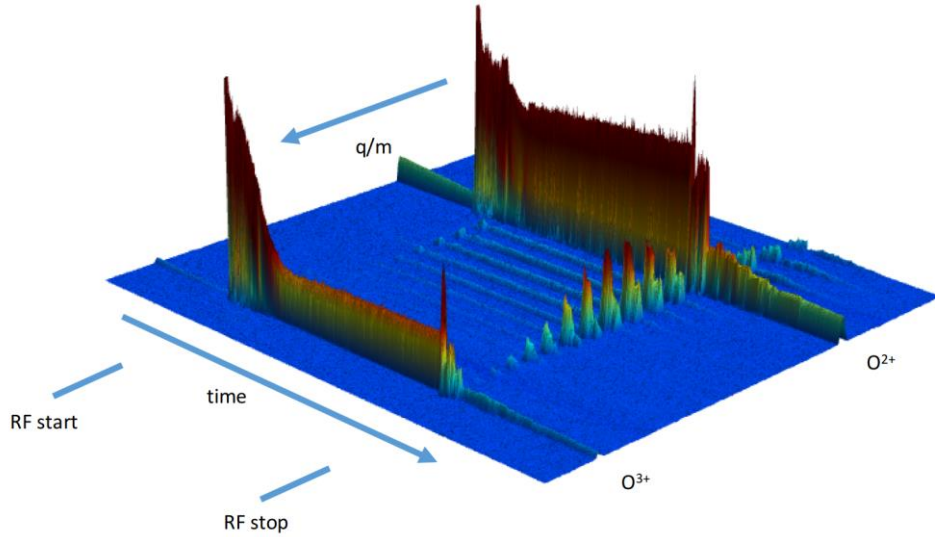 q/m
time
RF start
RF stop
O²⁺
O³⁺